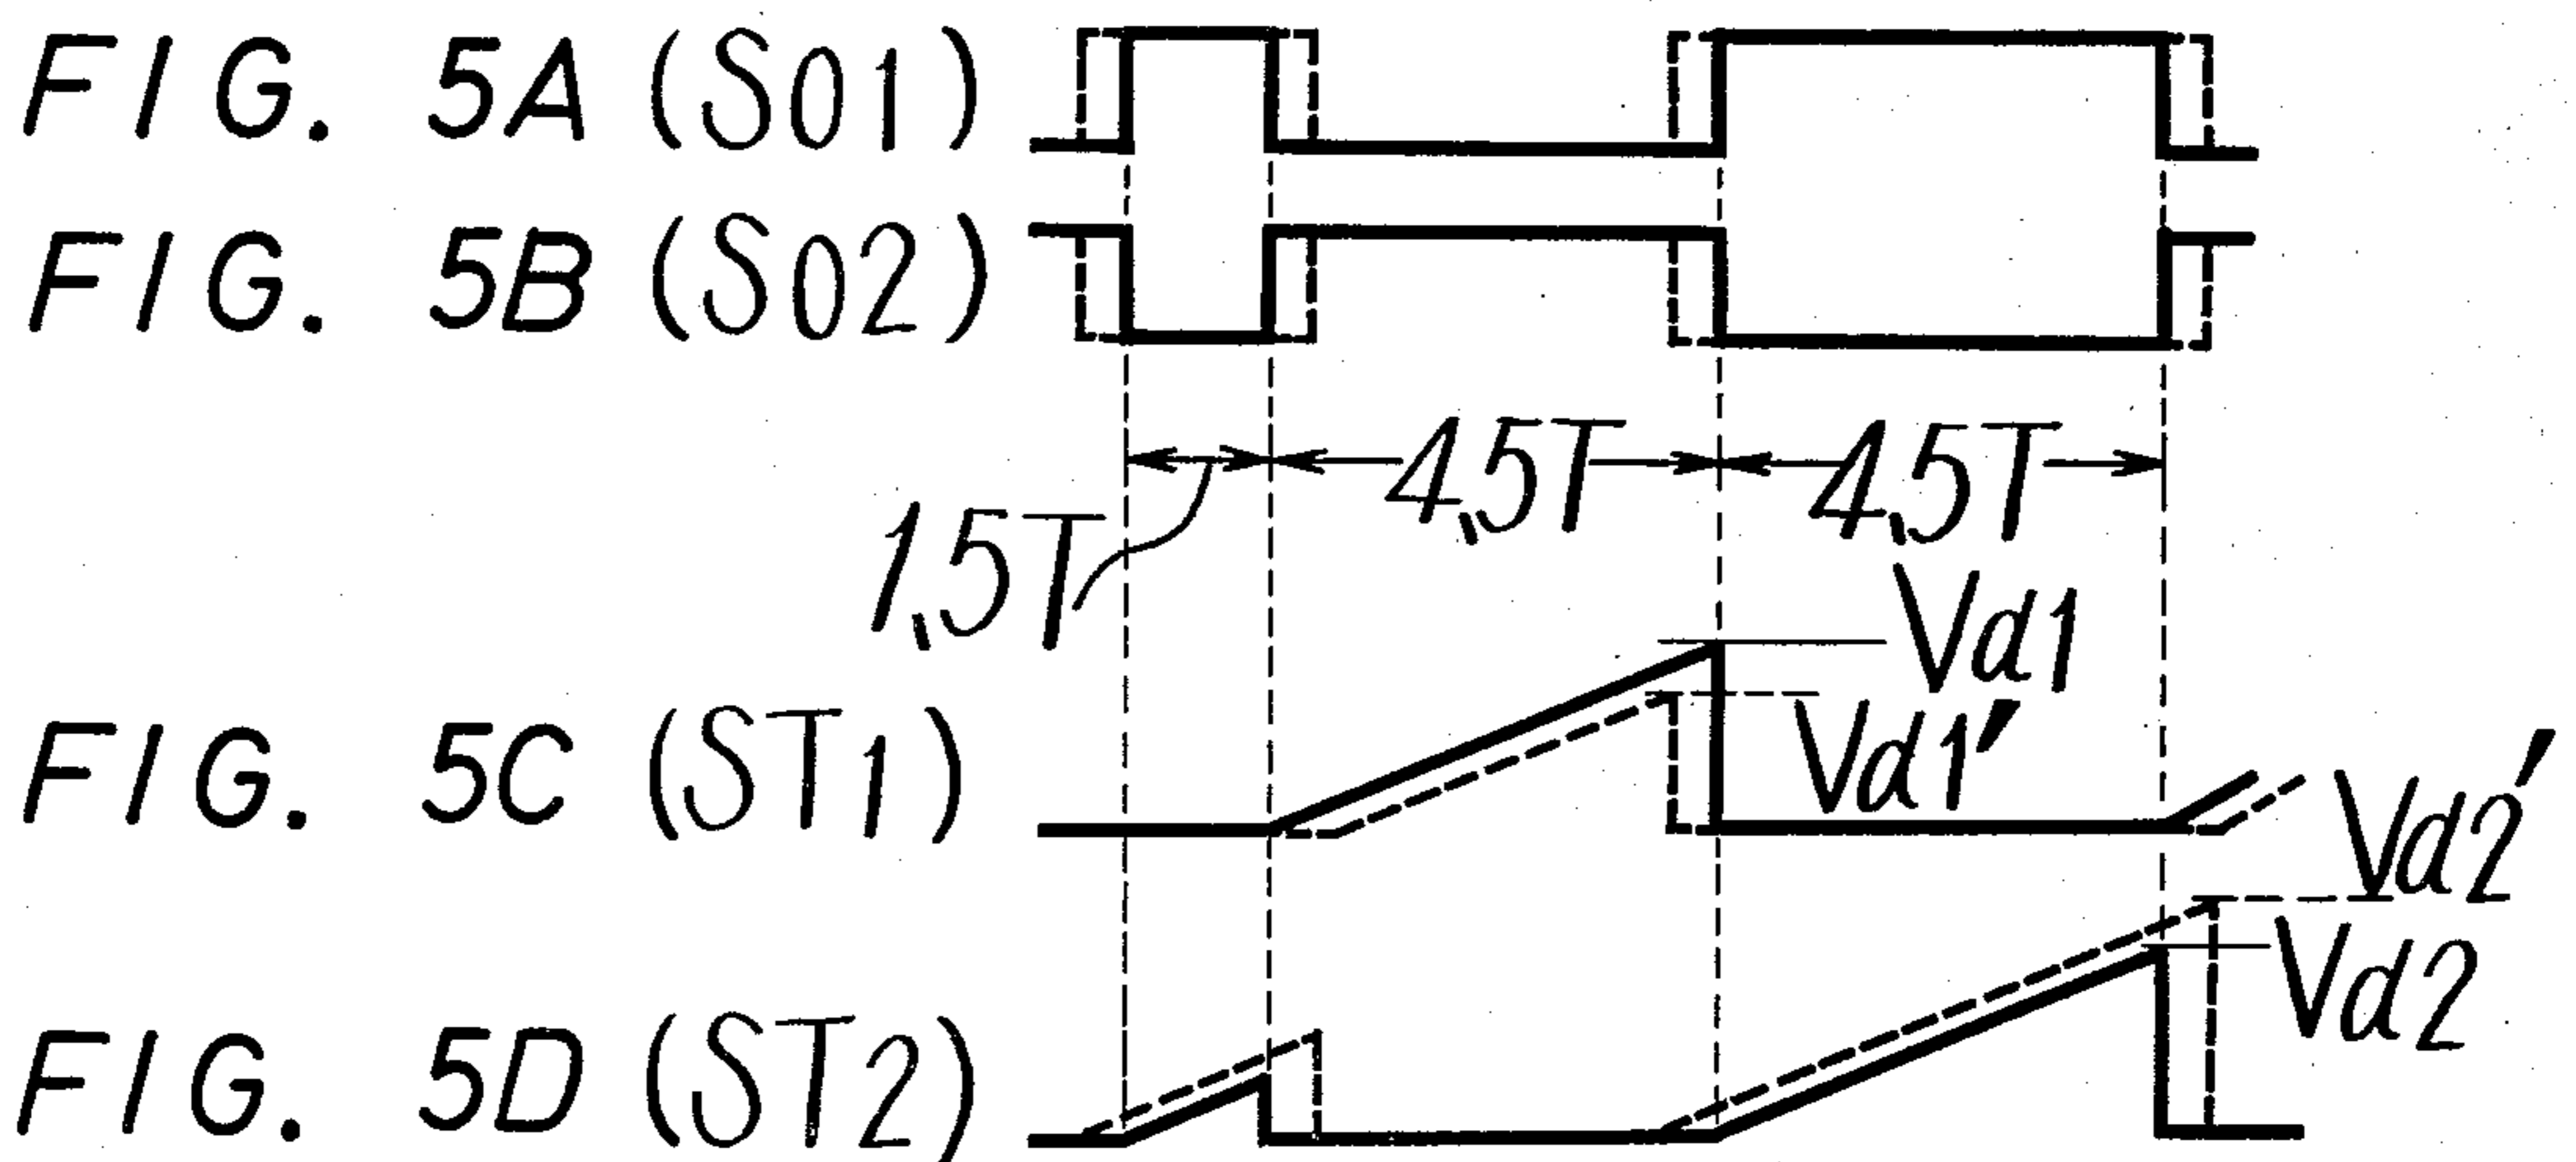 FIG. 5A (S01)
FIG. 5B (S02)
1,5T
4,5T
4,5T
Vd1
Vd1'
FIG. 5C (ST1)
Vd2'
Vd2
FIG. 5D (ST2)